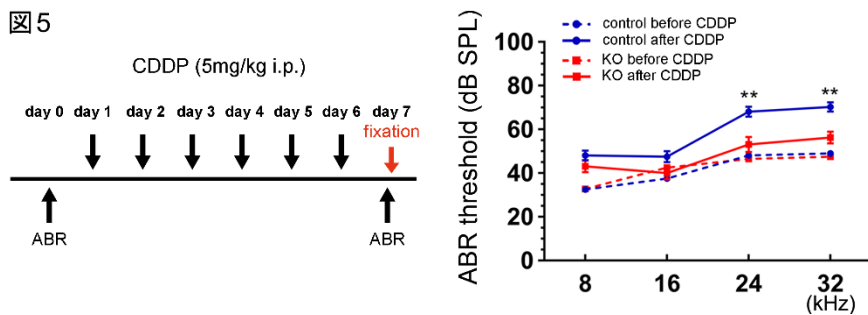 図5
CDDP (5mg/kg i.p.)
day 0 day 1 day 2 day 3 day 4 day 5 day 6 day 7
fixation
ABR ABR
control before CDDP
control after CDDP
KO before CDDP
KO after CDDP
ABR threshold (dB SPL)
100
80
60
40
20
0
** **
8 16 24 32
(kHz)